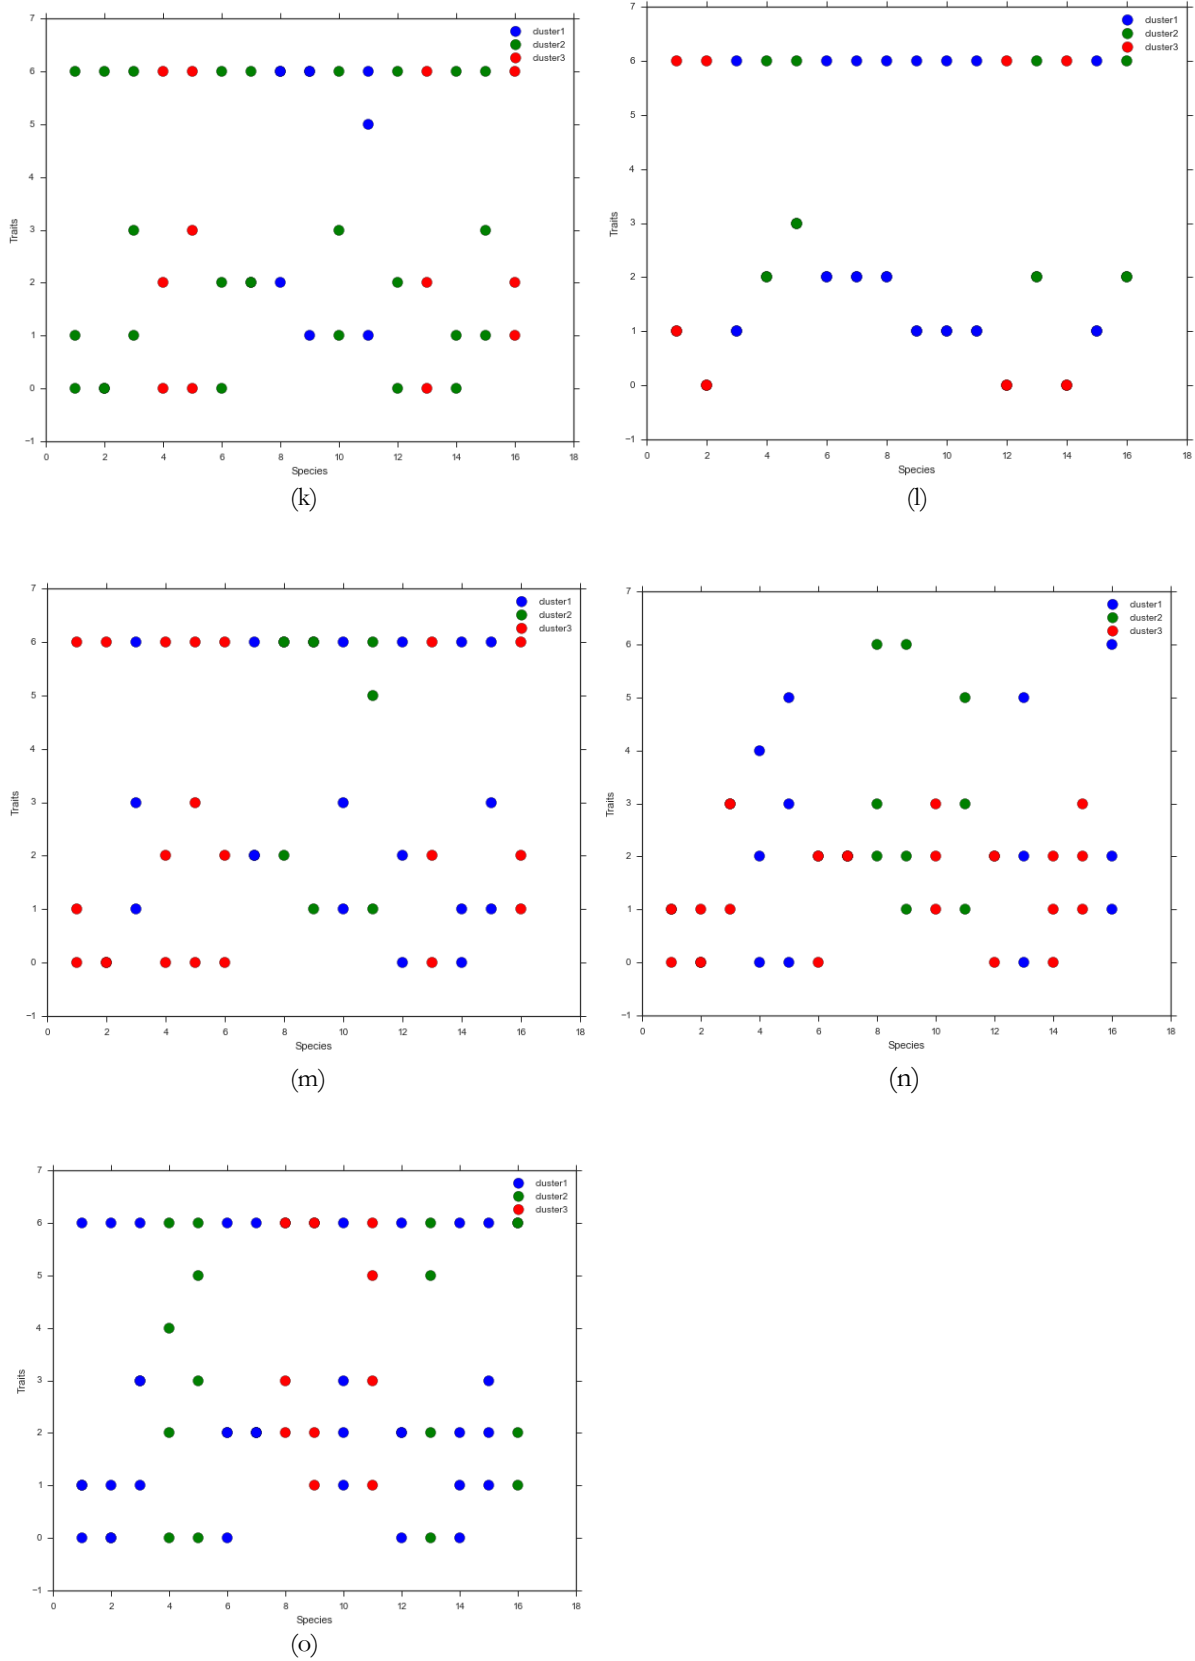 7
6
5
4
3
2
1
0
−1
Traits
0 2 4 6 8 10 12 14 16 18
Species
cluster1
cluster2
cluster3
(k)
7
6
5
4
3
2
1
0
−1
Traits
0 2 4 6 8 10 12 14 16 18
Species
cluster1
cluster2
cluster3
(l)
7
6
5
4
3
2
1
0
−1
Traits
0 2 4 6 8 10 12 14 16 18
Species
cluster1
cluster2
cluster3
(m)
7
6
5
4
3
2
1
0
−1
Traits
0 2 4 6 8 10 12 14 16 18
Species
cluster1
cluster2
cluster3
(n)
7
6
5
4
3
2
1
0
−1
Traits
0 2 4 6 8 10 12 14 16 18
Species
cluster1
cluster2
cluster3
(o)